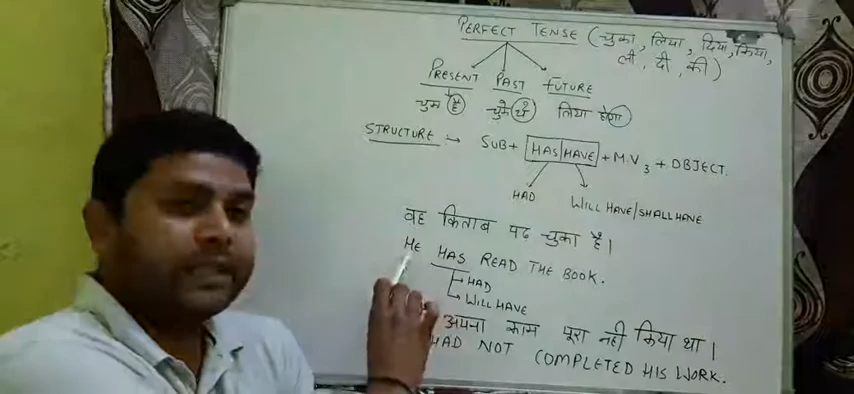 PERFECT TENSE (चुका, लिया, दिया, किया,
ली, दी, की)
PRESENT PAST FUTURE
चुका है चुके थे लिया होगा
STRUCTURE → SUB + HAS/HAVE + M.V3 + OBJECT.
HAD WILL HAVE/SHALL HAVE
वह किताब पढ़ चुका है।
HE HAS READ THE BOOK.
→ HAD
→ WILL HAVE
अपना काम पूरा नही किया था।
HAD NOT COMPLETED HIS WORK.